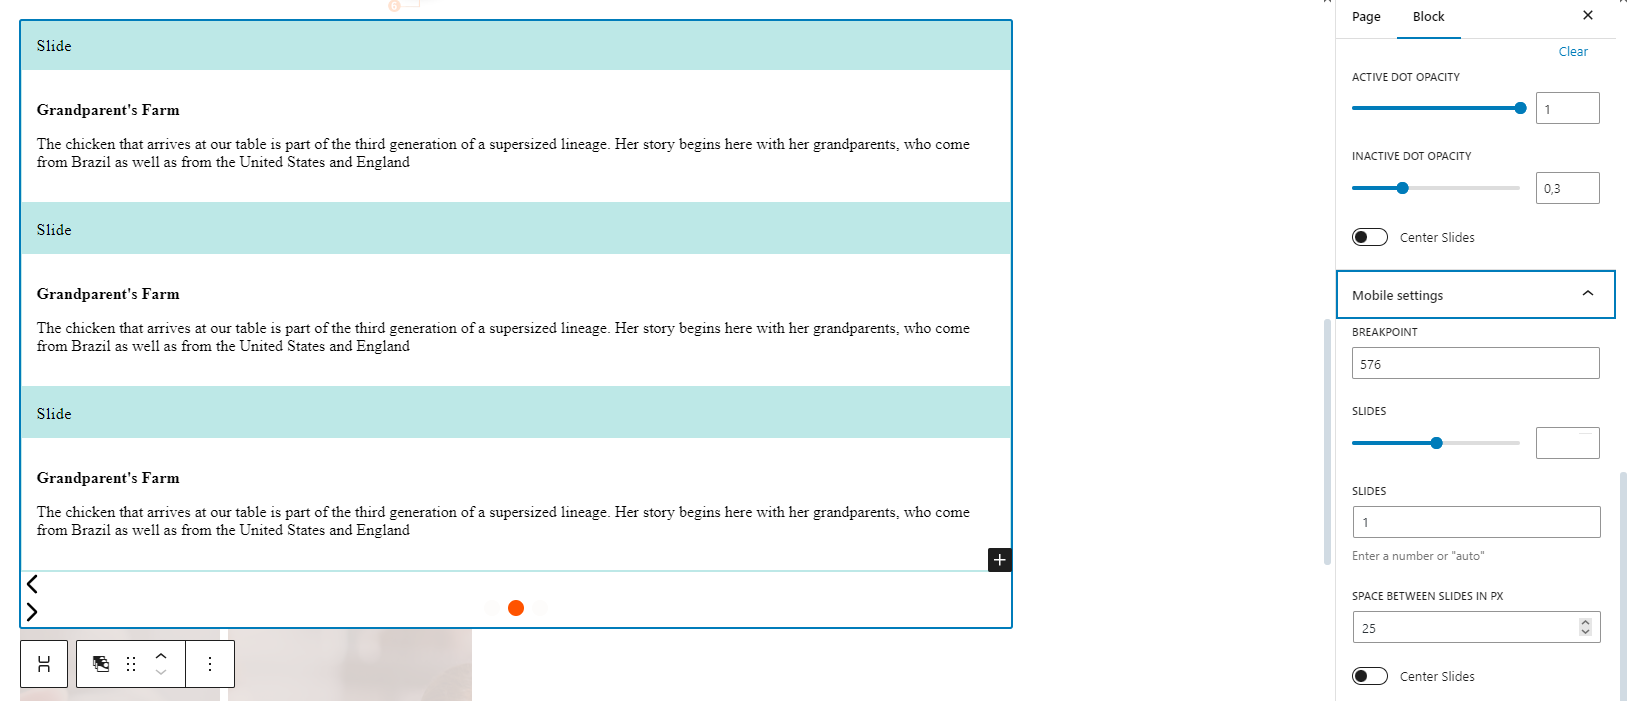 Slide
Grandparent's Farm
The chicken that arrives at our table is part of the third generation of a supersized lineage. Her story begins here with her grandparents, who come
from Brazil as well as from the United States and England
Slide
Grandparent's Farm
The chicken that arrives at our table is part of the third generation of a supersized lineage. Her story begins here with her grandparents, who come
from Brazil as well as from the United States and England
Slide
Grandparent's Farm
The chicken that arrives at our table is part of the third generation of a supersized lineage. Her story begins here with her grandparents, who come
from Brazil as well as from the United States and England
Page Block
Clear
ACTIVE DOT OPACITY
1
INACTIVE DOT OPACITY
0,3
Center Slides
Mobile settings
BREAKPOINT
576
SLIDES
SLIDES
1
Enter a number or "auto"
SPACE BETWEEN SLIDES IN PX
25
Center Slides